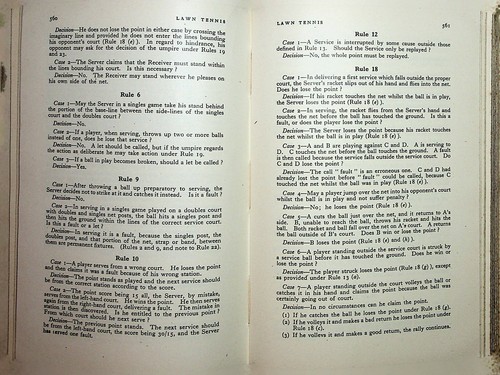 560
LAWN TENNIS
Decision—He does not lose the point in either case by crossing the
imaginary line and provided he does not enter the lines bounding
his opponent's court (Rule 18 (e)). In regard to hindrance, his
opponent may ask for the decision of the umpire under Rules 19
and 23.
Case 2—The Server claims that the Receiver must stand within
the lines bounding his court. Is this necessary?
Decision—No. The Receiver may stand wherever he pleases on
his own side of the net.
Rule 6
Case 1—May the Server in a singles game take his stand behind
the portion of the base-line between the side-lines of the singles
court and the doubles court?
Decision—No.
Case 2—If a player, when serving, throws up two or more balls
instead of one, does he lose that service?
Decision—No. A let should be called, but if the umpire regards
the action as deliberate he may take action under Rule 19.
Case 3—If a ball in play becomes broken, should a let be called?
Decision—Yes.
Rule 9
Case 1—After throwing a ball up preparatory to serving, the
Server decides not to strike at it and catches it instead. Is it a fault?
Decision—No.
Case 2—In serving in a singles game played on a doubles court
with doubles and singles net posts, the ball hits a singles post and
then hits the ground within the lines of the correct service court.
Is this a fault or a let?
Decision—In serving it is a fault, because the singles post, the
doubles post, and that portion of the net, strap or band, between
them are permanent fixtures. (Rules 2 and 9, and note to Rule 22).
Rule 10
Case 1—A player serves from a wrong court. He loses the point
and then claims it was a fault because of his wrong station.
Decision—The point stands as played and the next service should
be from the correct station according to the score.
Case 2—The point score being 15 all, the Server, by mistake,
serves from the left-hand court. He wins the point. He then serves
again from the right-hand court, delivering a fault. The mistake in
station is then discovered. Is he entitled to the previous point?
From which court should he next serve?
Decision—The previous point stands. The next service should
be from the left-hand court, the score being 30/15, and the Server
has served one fault.
LAWN TENNIS
561
Rule 12
Case 1—A Service is interrupted by some cause outside those
defined in Rule 13. Should the Service only be replayed?
Decision—No, the whole point must be replayed.
Rule 18
Case 1—In delivering a first service which falls outside the proper
court, the Server's racket slips out of his hand and flies into the net.
Does he lose the point?
Decision—If his racket touches the net whilst the ball is in play,
the Server loses the point (Rule 18 (e)).
Case 2—In serving, the racket flies from the Server's hand and
touches the net before the ball has touched the ground. Is this a
fault, or does the player lose the point?
Decision—The Server loses the point because his racket touches
the net whilst the ball is in play (Rule 18 (e)).
Case 3—A and B are playing against C and D. A is serving to
D. C touches the net before the ball touches the ground. A fault
is then called because the service falls outside the service court. Do
C and D lose the point?
Decision—The call "fault" is an erroneous one. C and D had
already lost the point before "fault" could be called, because C
touched the net whilst the ball was in play (Rule 18 (e)).
Case 4—May a player jump over the net into his opponent's court
whilst the ball is in play and not suffer penalty?
Decision—No; he loses the point (Rule 18 (e)).
Case 5—A cuts the ball just over the net, and it returns to A's
side. B, unable to reach the ball, throws his racket and hits the
ball. Both racket and ball fall over the net on A's court. A returns
the ball outside of B's court. Does B win or lose the point?
Decision—B loses the point (Rule 18 (e) and (h)).
Case 6—A player standing outside the service court is struck by
a service ball before it has touched the ground. Does he win or
lose the point?
Decision—The player struck loses the point (Rule 18 (g)), except
as provided under Rule 13 (a).
Case 7—A player standing outside the court volleys the ball or
catches it in his hand and claims the point because the ball was
certainly going out of court.
Decision—In no circumstances can he claim the point.
(1) If he catches the ball he loses the point under Rule 18 (g).
(2) If he volleys it and makes a bad return he loses the point under
Rule 18 (c).
(3) If he volleys it and makes a good return, the rally continues.